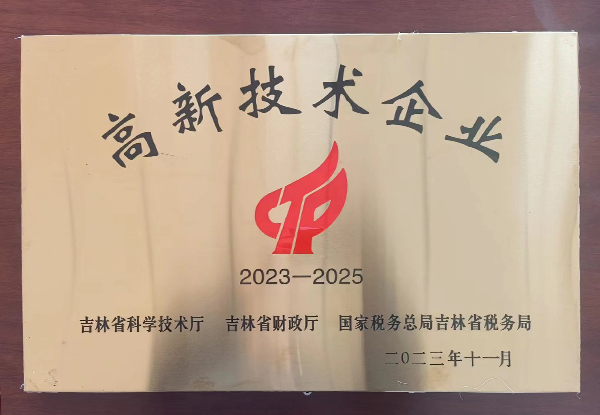 高新技术企业
2023—2025
吉林省科学技术厅 吉林省财政厅 国家税务总局吉林省税务局
二〇二三年十一月